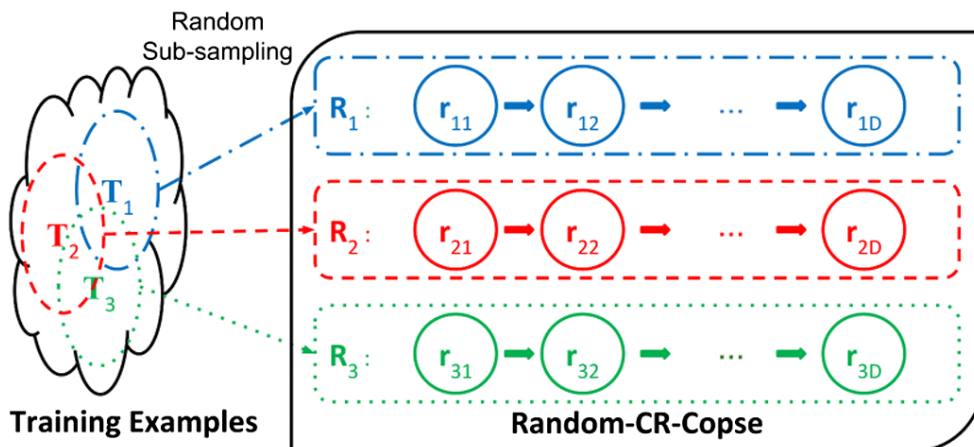 Random
Sub-sampling
T1
T2
T3
R1 : r11 r12 ... r1D
R2 : r21 r22 ... r2D
R3 : r31 r32 ... r3D
Training Examples
Random-CR-Copse